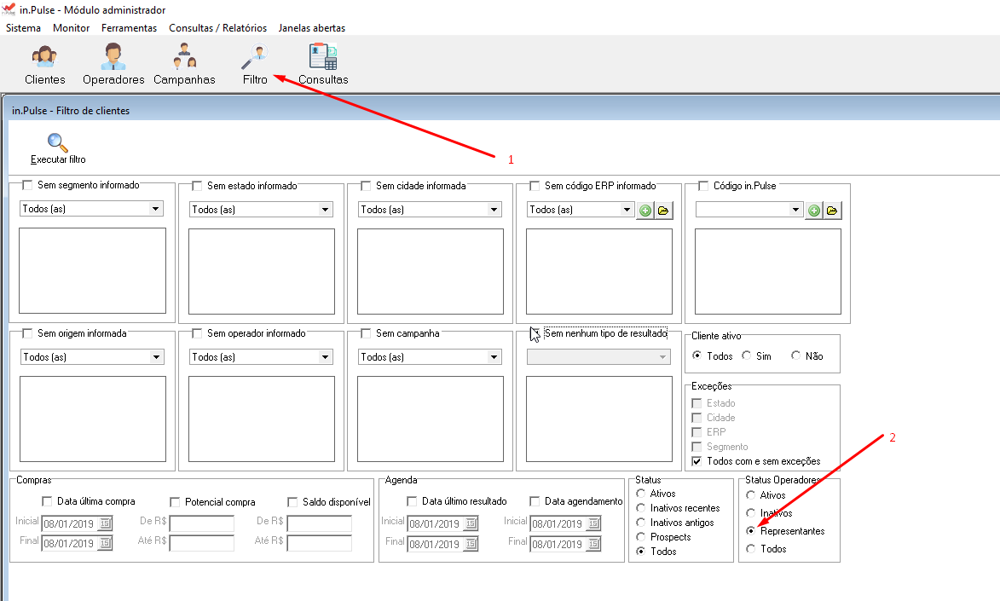 in.Pulse - Módulo administrador
Sistema Monitor Ferramentas Consultas / Relatórios Janelas abertas
Clientes Operadores Campanhas Filtro Consultas
in.Pulse - Filtro de clientes
Executar filtro
1
Sem segmento informado Sem estado informado Sem cidade informada Sem código ERP informado Código in.Pulse
Todos (as) Todos (as) Todos (as) Todos (as)
Sem origem informada Sem operador informado Sem campanha Sem nenhum tipo de resultado Cliente ativo
Todos (as) Todos (as) Todos (as) Todos Sim Não
Exceções
Estado
Cidade
ERP
Segmento
Todos com e sem exceções
2
Compras
Data última compra Potencial compra Saldo disponível
Inicial 08/01/2019 15 De R$ De R$
Final 08/01/2019 15 Até R$ Até R$
Agenda
Data último resultado Data agendamento
Inicial 08/01/2019 15 Inicial 08/01/2019 15
Final 08/01/2019 15 Final 08/01/2019 15
Status
Ativos
Inativos recentes
Inativos antigos
Prospects
Todos
Status Operadores
Ativos
Inativos
Representantes
Todos